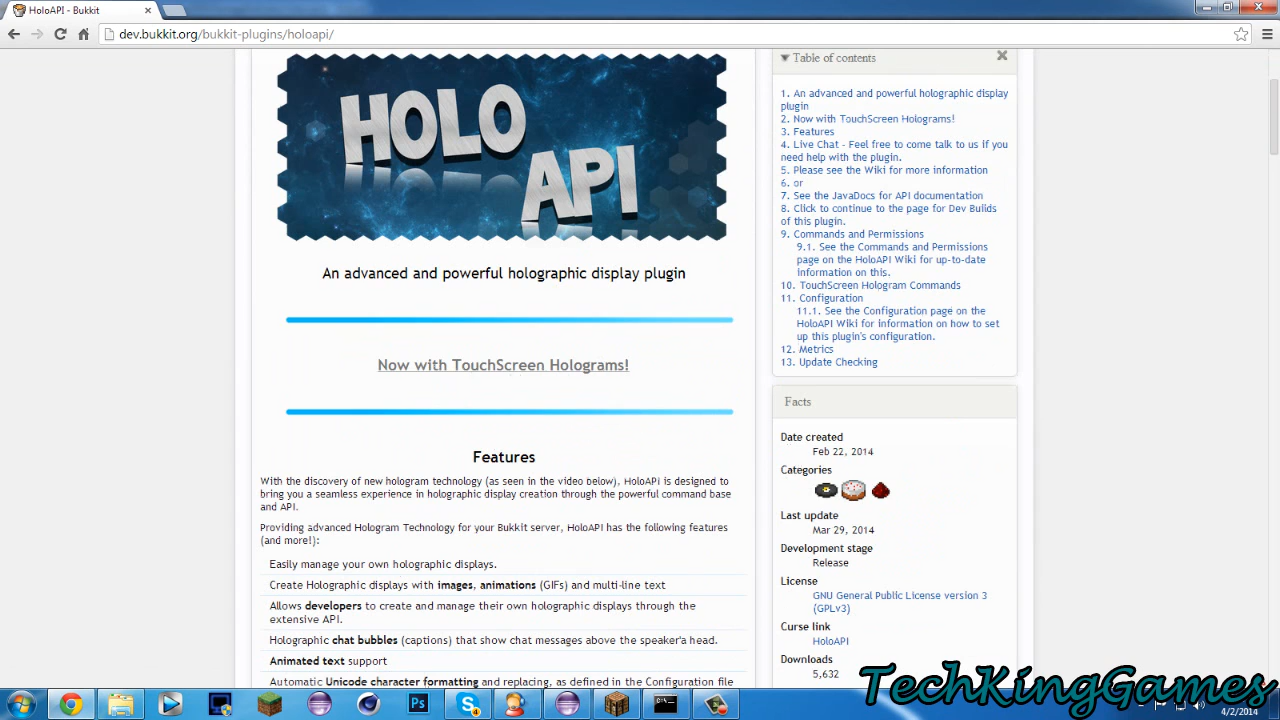 HoloAPI - Bukkit
dev.bukkit.org/bukkit-plugins/holoapi/
HOLO
API
An advanced and powerful holographic display plugin
Now with TouchScreen Holograms!
Features
With the discovery of new hologram technology (as seen in the video below), HoloAPI is designed to
bring you a seamless experience in holographic display creation through the powerful command base
and API.
Providing advanced Hologram Technology for your Bukkit server, HoloAPI has the following features
(and more!):
Easily manage your own holographic displays.
Create Holographic displays with images, animations (GIFs) and multi-line text
Allows developers to create and manage their own holographic displays through the
extensive API.
Holographic chat bubbles (captions) that show chat messages above the speaker's head.
Animated text support
Automatic Unicode character formatting and replacing, as defined in the Configuration file
Table of contents
1. An advanced and powerful holographic display
plugin
2. Now with TouchScreen Holograms!
3. Features
4. Live Chat - Feel free to come talk to us if you
need help with the plugin.
5. Please see the Wiki for more information
6. or
7. See the JavaDocs for API documentation
8. Click to continue to the page for Dev Builds
of this plugin.
9. Commands and Permissions
9.1. See the Commands and Permissions
page on the HoloAPI Wiki for up-to-date
information on this.
10. TouchScreen Hologram Commands
11. Configuration
11.1. See the Configuration page on the
HoloAPI Wiki for information on how to set
up this plugin's configuration.
12. Metrics
13. Update Checking
Facts
Date created
Feb 22, 2014
Categories
Last update
Mar 29, 2014
Development stage
Release
License
GNU General Public License version 3
(GPLv3)
Curse link
HoloAPI
Downloads
5,632
TechKingGames
Ps
4/2/2014